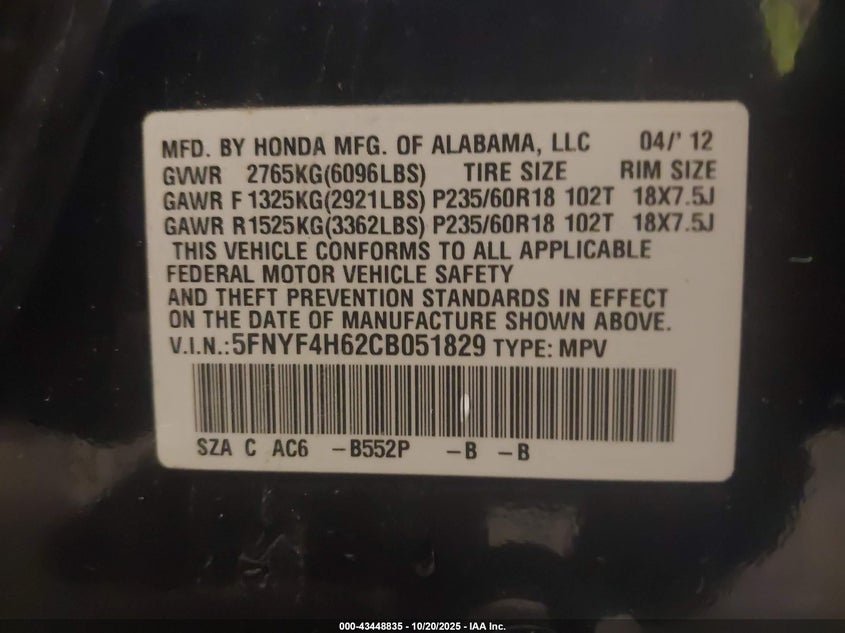 MFD. BY HONDA MFG. OF ALABAMA, LLC 04/' 12
GVWR 2765KG(6096LBS) TIRE SIZE RIM SIZE
GAWR F 1325KG(2921LBS) P235/60R18 102T 18X7.5J
GAWR R 1525KG(3362LBS) P235/60R18 102T 18X7.5J
THIS VEHICLE CONFORMS TO ALL APPLICABLE
FEDERAL MOTOR VEHICLE SAFETY
AND THEFT PREVENTION STANDARDS IN EFFECT
ON THE DATE OF MANUFACTURE SHOWN ABOVE.
V.I.N.: 5FNYF4H62CB051829 TYPE: MPV
SZA C AC6 -B552P -B -B
000-43448835 - 10/20/2025 - IAA Inc.